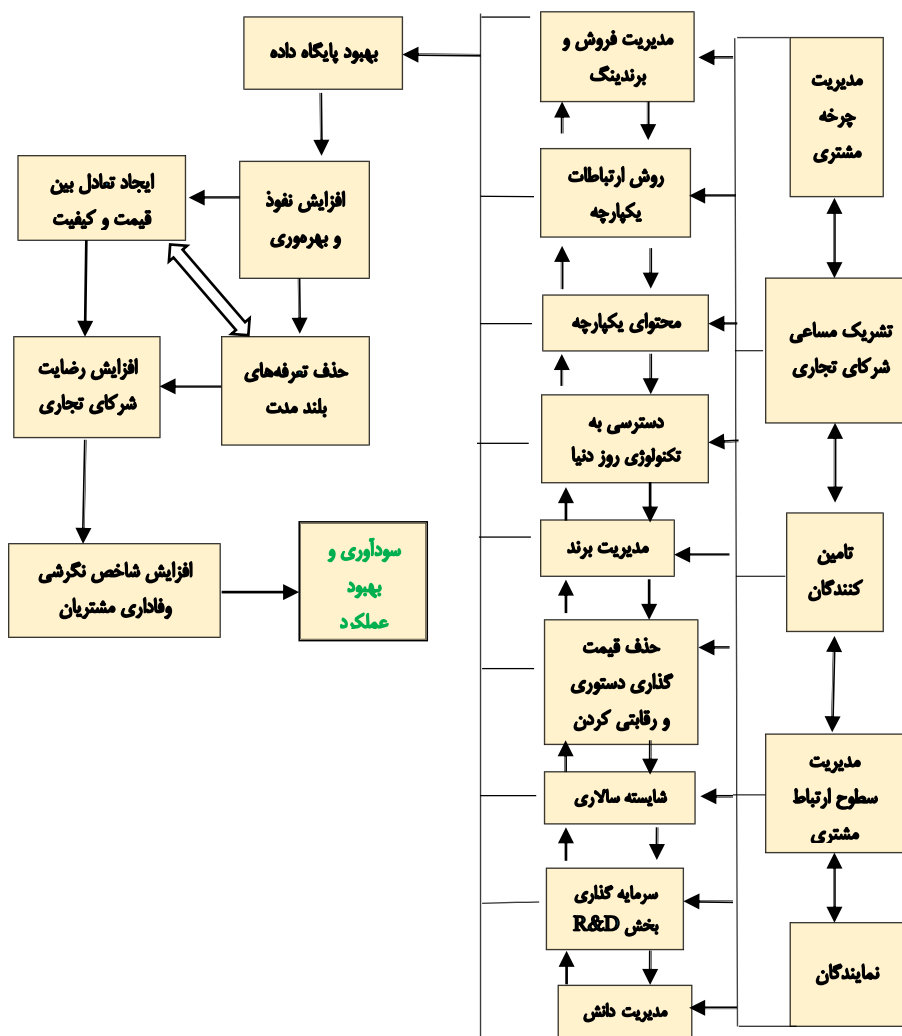 مدیریت
چرخه
مشتری
تشریک مساعی
شرکای تجاری
تامین
کنندگان
مدیریت
سطوح ارتباط
مشتری
نمایندگان
مدیریت فروش و
برندینگ
روش ارتباطات
یکپارچه
محتوای یکپارچه
دسترسی به
تکنولوژی روز دنیا
مدیریت برند
حذف قیمت
گذاری دستوری
و رقابتی کردن
شایسته سالاری
سرمایه گذاری
بخش R&D
مدیریت دانش
بهبود پایگاه داده
افزایش نفوذ
و بهره‌وری
ایجاد تعادل بین
قیمت و کیفیت
حذف تعرفه‌های
بلند مدت
افزایش رضایت
شرکای تجاری
افزایش شاخص نگرشی
وفاداری مشتریان
سودآوری و
بهبود
عملکرد